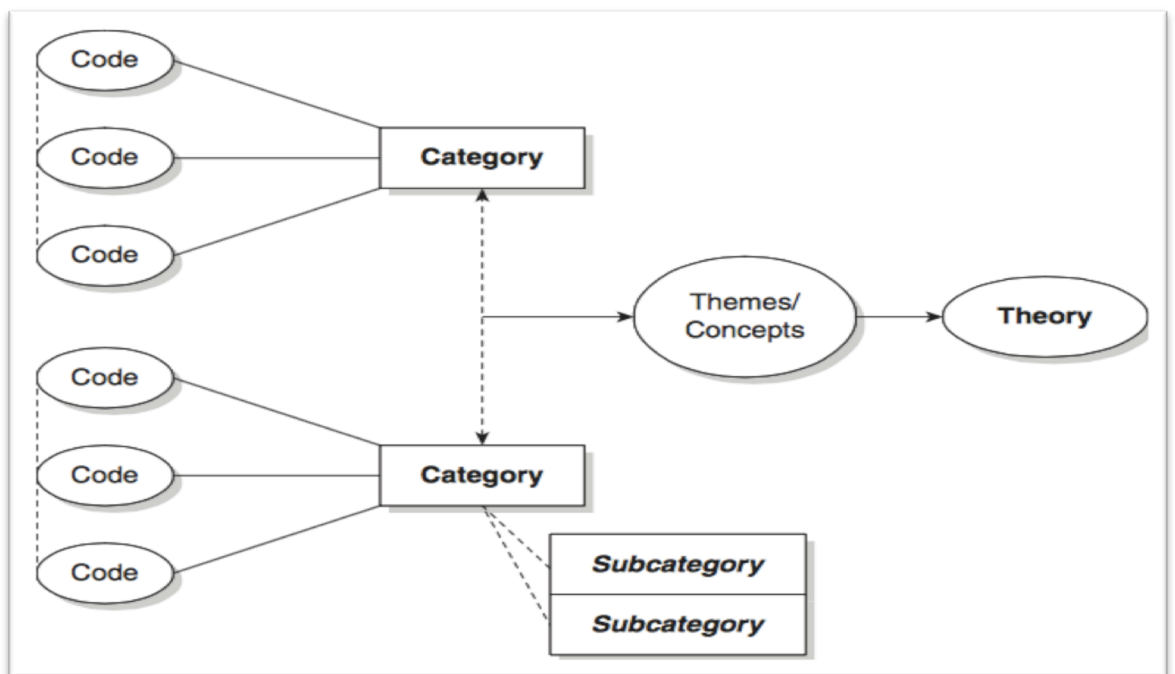 Code
Code
Category
Code
Themes/
Concepts
Theory
Code
Code
Category
Code
Subcategory
Subcategory